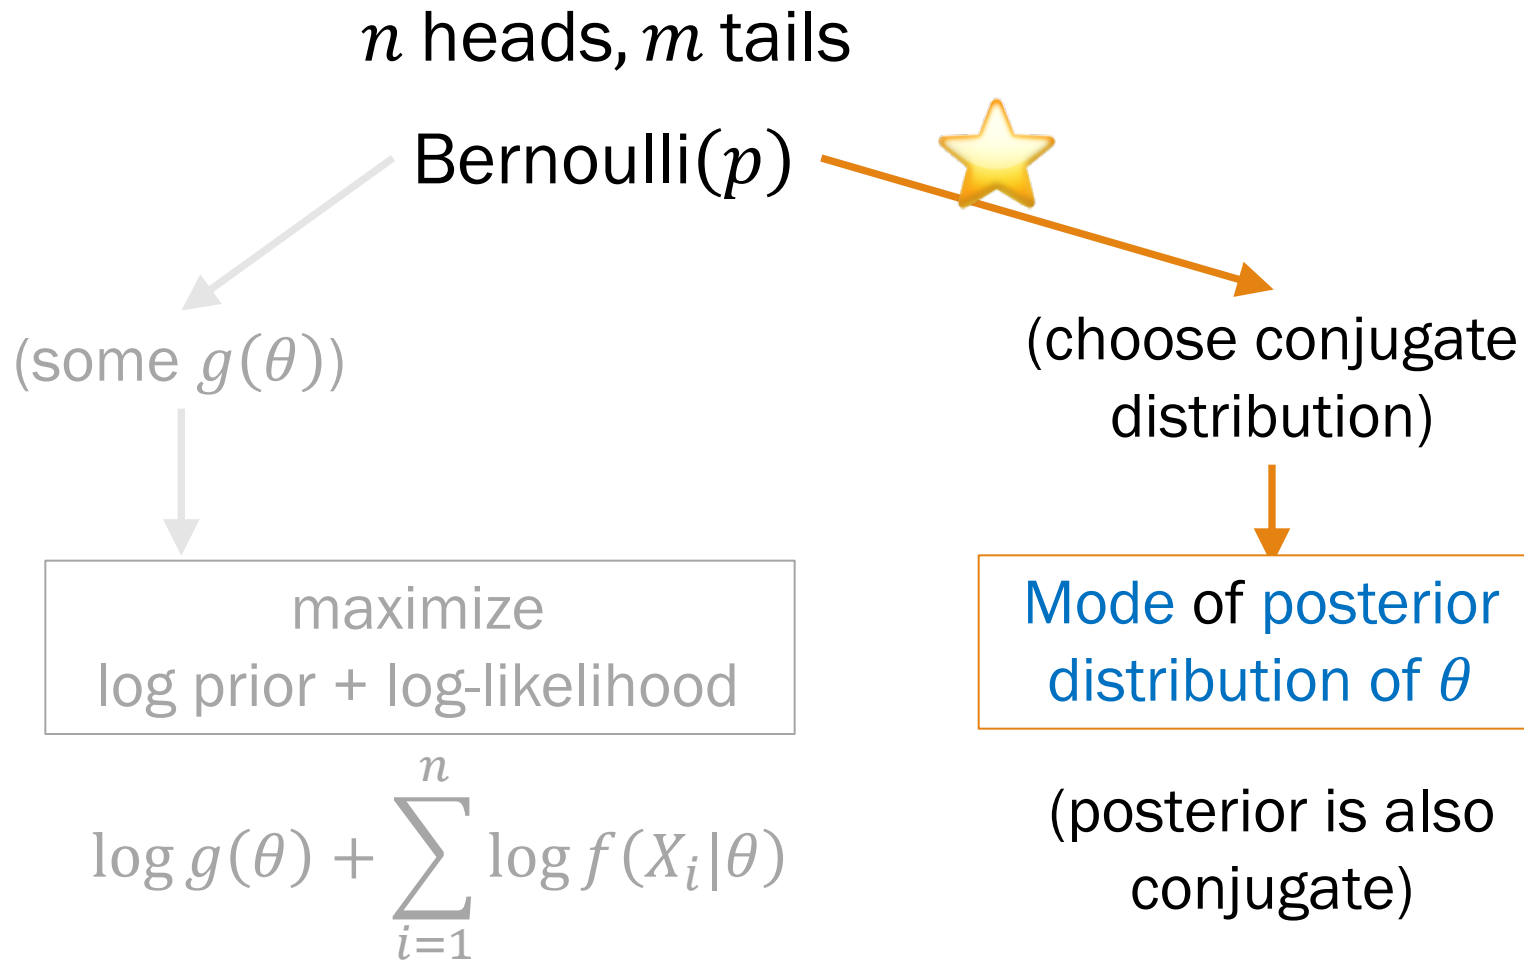 n heads, m tails
Bernoulli(p)
(some g(θ))
maximize
log prior + log-likelihood
n
log g(θ) + ∑ log f(X_i|θ)
i=1
(choose conjugate
distribution)
Mode of posterior
distribution of θ
(posterior is also
conjugate)